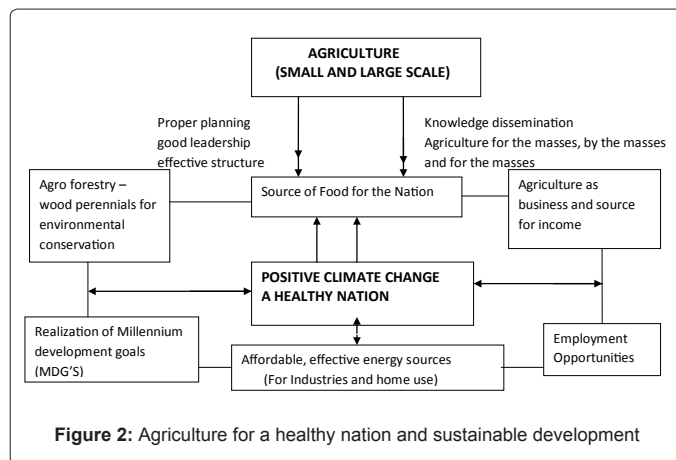 AGRICULTURE
(SMALL AND LARGE SCALE)
Proper planning
good leadership
effective structure
Knowledge dissemination
Agriculture for the masses, by the masses
and for the masses
Agro forestry –
wood perennials for
environmental
conservation
Source of Food for the Nation
Agriculture as
business and source
for income
POSITIVE CLIMATE CHANGE
A HEALTHY NATION
Realization of Millennium
development goals
(MDG'S)
Affordable, effective energy sources
(For Industries and home use)
Employment
Opportunities
Figure 2: Agriculture for a healthy nation and sustainable development